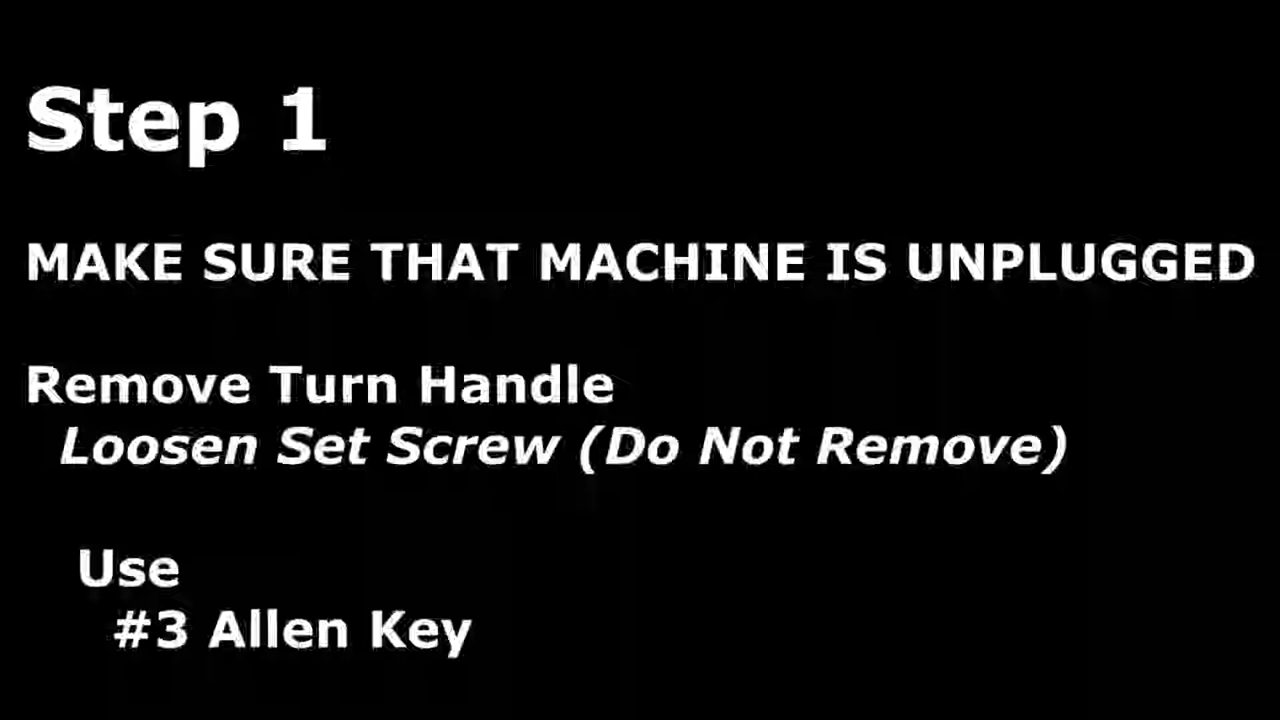 Step 1
MAKE SURE THAT MACHINE IS UNPLUGGED
Remove Turn Handle
Loosen Set Screw (Do Not Remove)
Use
#3 Allen Key